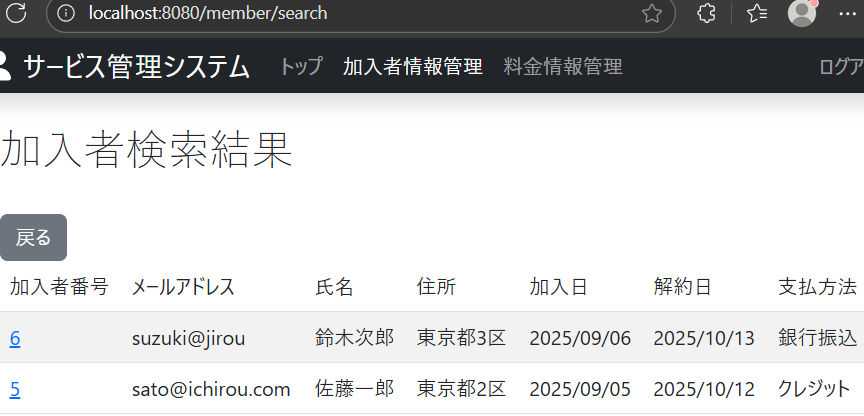 localhost:8080/member/search
サービス管理システム トップ 加入者情報管理 料金情報管理 ログア
加入者検索結果
戻る
加入者番号 メールアドレス 氏名 住所 加入日 解約日 支払方法
6 suzuki@jirou 鈴木次郎 東京都3区 2025/09/06 2025/10/13 銀行振込
5 sato@ichirou.com 佐藤一郎 東京都2区 2025/09/05 2025/10/12 クレジット